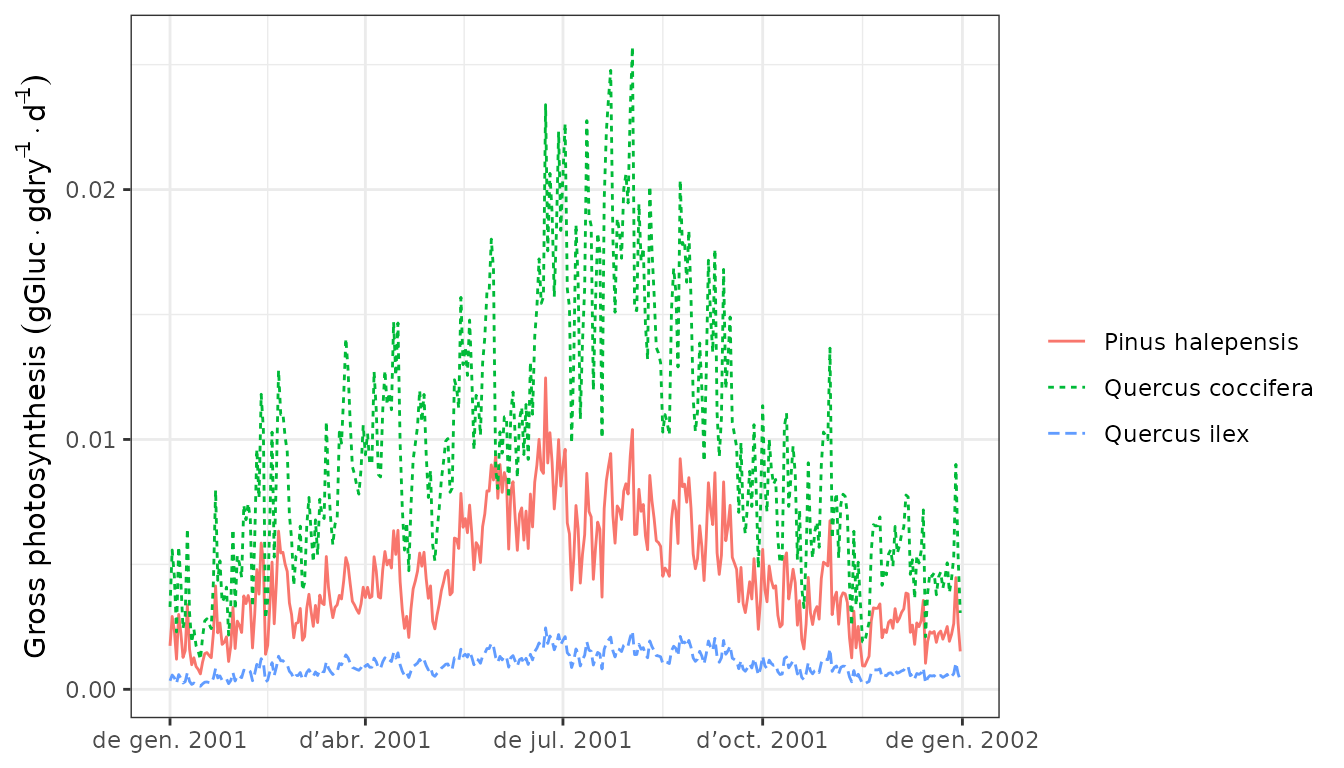 Gross photosynthesis (gGluc · gdry⁻¹ · d⁻¹)
0.02
0.01
0.00
de gen. 2001
d’abr. 2001
de jul. 2001
d’oct. 2001
de gen. 2002
Pinus halepensis
Quercus coccifera
Quercus ilex